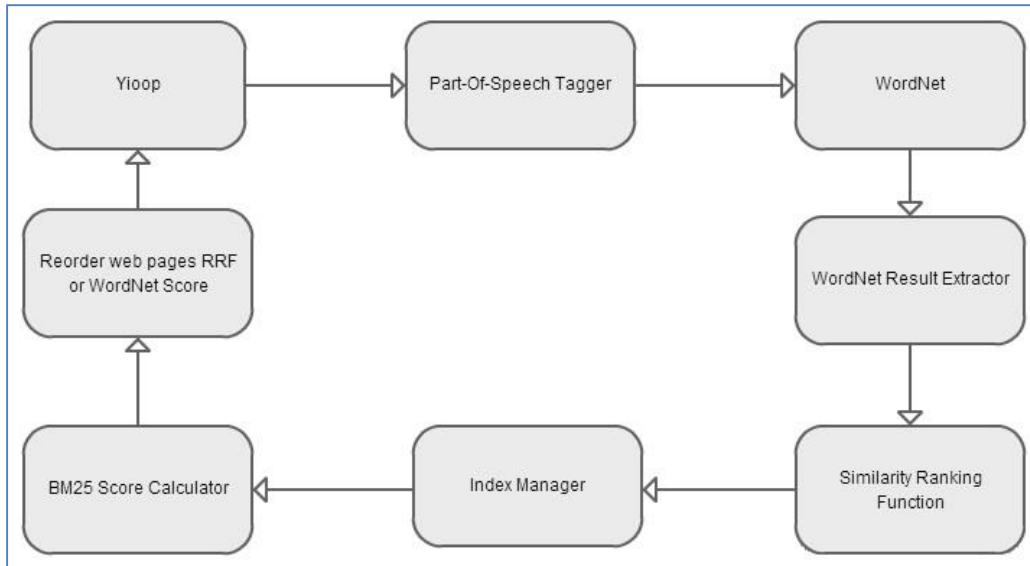 Yioop
Part-Of-Speech Tagger
WordNet
Reorder web pages RRF
or WordNet Score
WordNet Result Extractor
BM25 Score Calculator
Index Manager
Similarity Ranking
Function